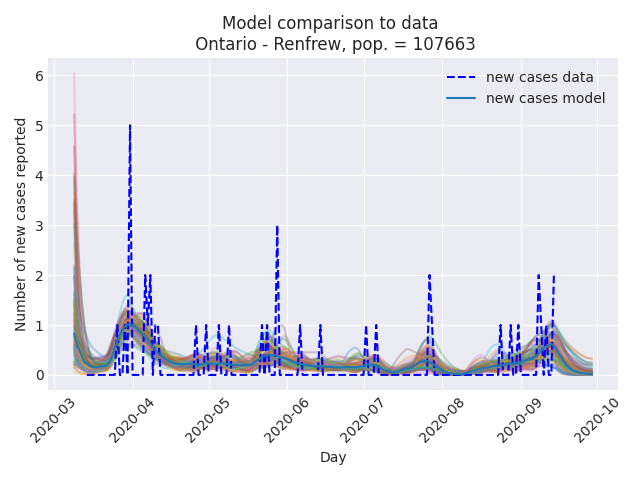 Model comparison to data
Ontario - Renfrew, pop. = 107663
new cases data
new cases model
Number of new cases reported
6
5
4
3
2
1
0
2020-03
2020-04
2020-05
2020-06
2020-07
2020-08
2020-09
2020-10
Day